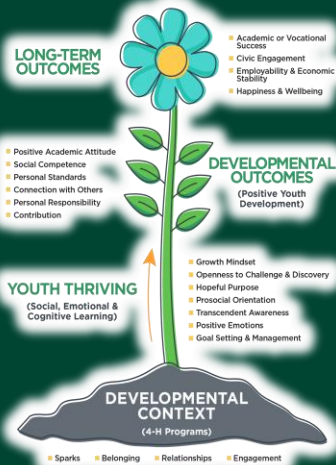 LONG-TERM
OUTCOMES
Academic or Vocational
Success
Civic Engagement
Employability & Economic
Stability
Happiness & Wellbeing
Positive Academic Attitude
Social Competence
Personal Standards
Connection with Others
Personal Responsibility
Contribution
DEVELOPMENTAL
OUTCOMES
(Positive Youth
Development)
YOUTH THRIVING
(Social, Emotional &
Cognitive Learning)
Growth Mindset
Openness to Challenge & Discovery
Hopeful Purpose
Prosocial Orientation
Transcendent Awareness
Positive Emotions
Goal Setting & Management
DEVELOPMENTAL
CONTEXT
(4-H Programs)
Sparks Belonging Relationships Engagement